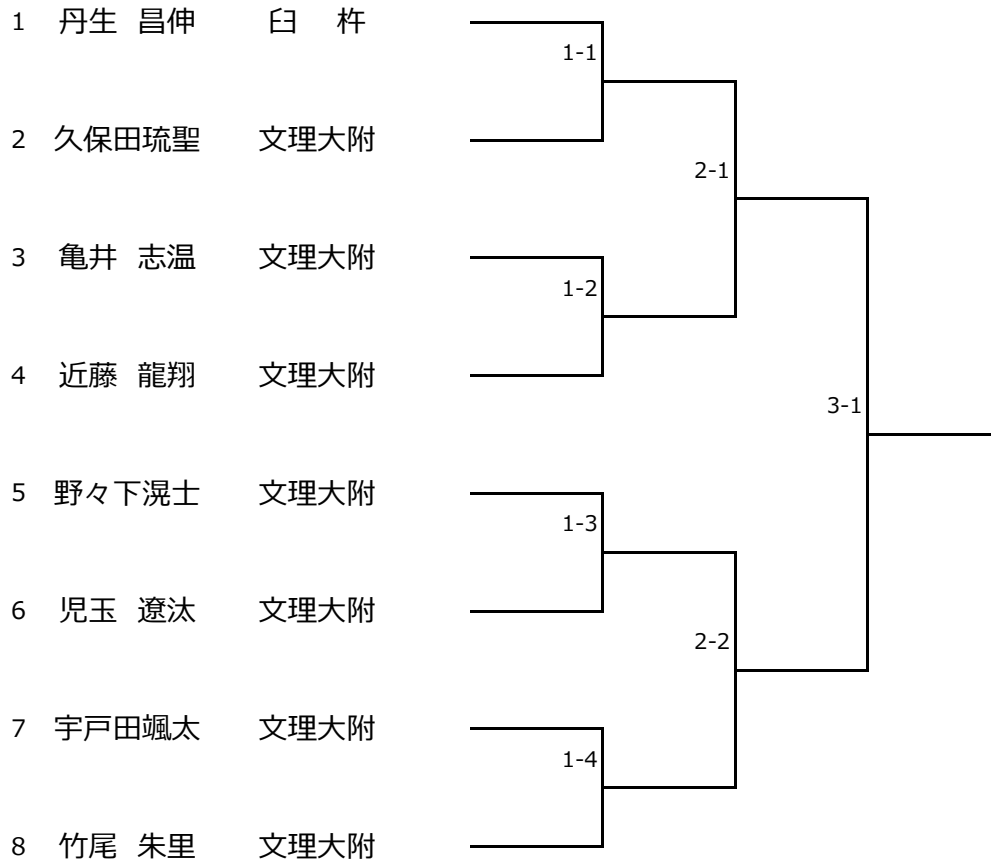 1 丹生 昌伸 臼 杵
1-1
2 久保田琉聖 文理大附
2-1
3 亀井 志温 文理大附
1-2
4 近藤 龍翔 文理大附
3-1
5 野々下滉士 文理大附
1-3
6 児玉 遼汰 文理大附
2-2
7 宇戸田颯太 文理大附
1-4
8 竹尾 朱里 文理大附